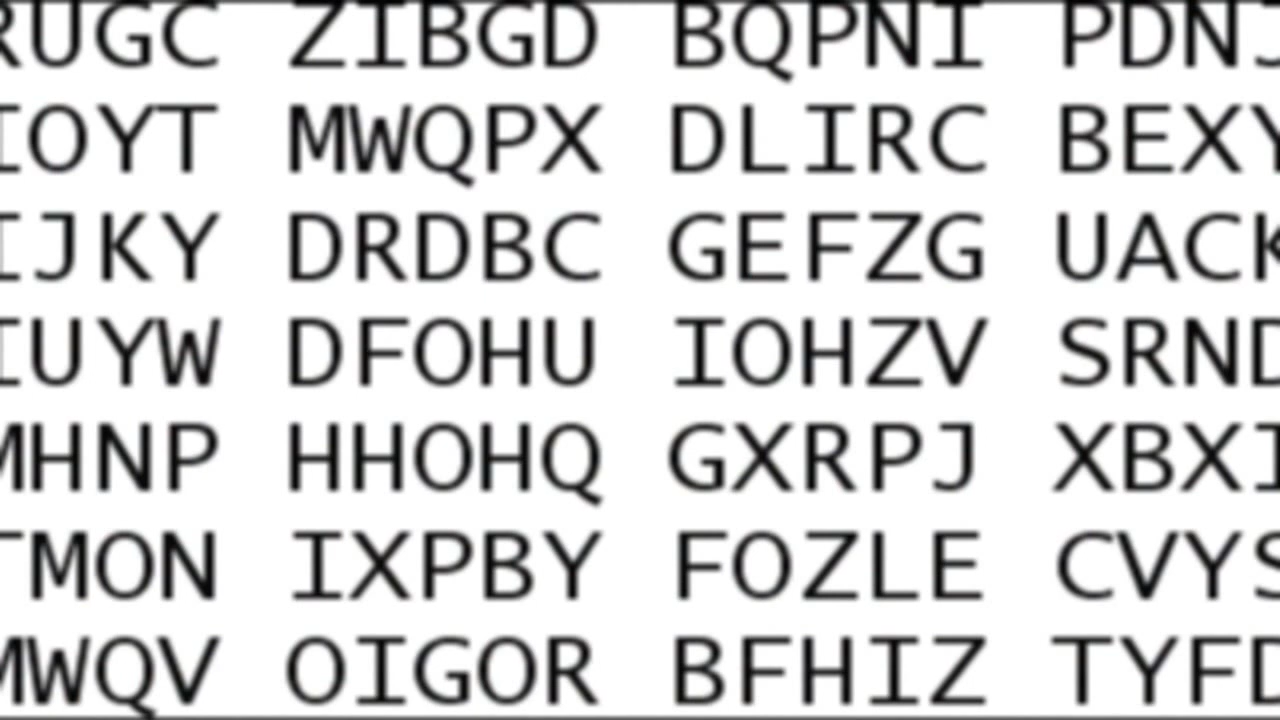 RUGC ZIBGD BQPNI PDNJ
IOYT MWQPX DLIRC BEXY
IJKY DRDBC GEFZG UACK
IUYW DFOHU IOHZV SRND
MHNP HHOHQ GXRPJ XBXI
TMON IXPBY FOZLE CVYS
MWQV OIGOR BFHIZ TYFD